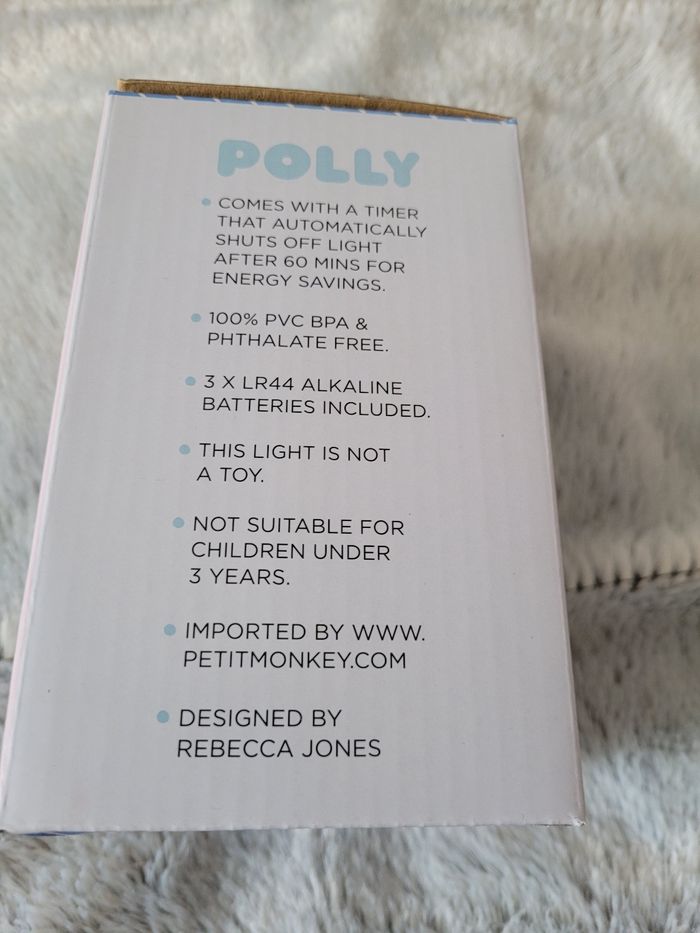 POLLY
COMES WITH A TIMER
THAT AUTOMATICALLY
SHUTS OFF LIGHT
AFTER 60 MINS FOR
ENERGY SAVINGS.
100% PVC BPA &
PHTHALATE FREE.
3 X LR44 ALKALINE
BATTERIES INCLUDED.
THIS LIGHT IS NOT
A TOY.
NOT SUITABLE FOR
CHILDREN UNDER
3 YEARS.
IMPORTED BY WWW.
PETITMONKEY.COM
DESIGNED BY
REBECCA JONES